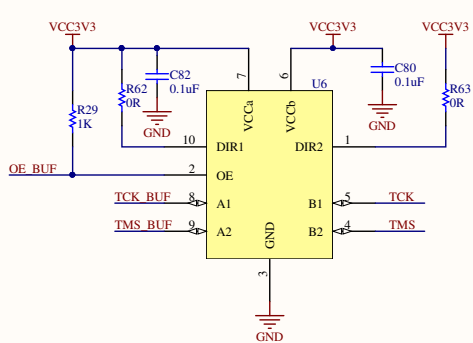 VCC3V3
VCC3V3
VCC3V3
C82
0.1uF
R62
0R
R29
1K
GND
7
VCCa
6
VCCb
U6
C80
0.1uF
GND
R63
0R
10
DIR1
DIR2
1
OE_BUF
2
OE
TCK_BUF
8
A1
B1
5
TCK
TMS_BUF
9
A2
B2
4
TMS
GND
3
GND